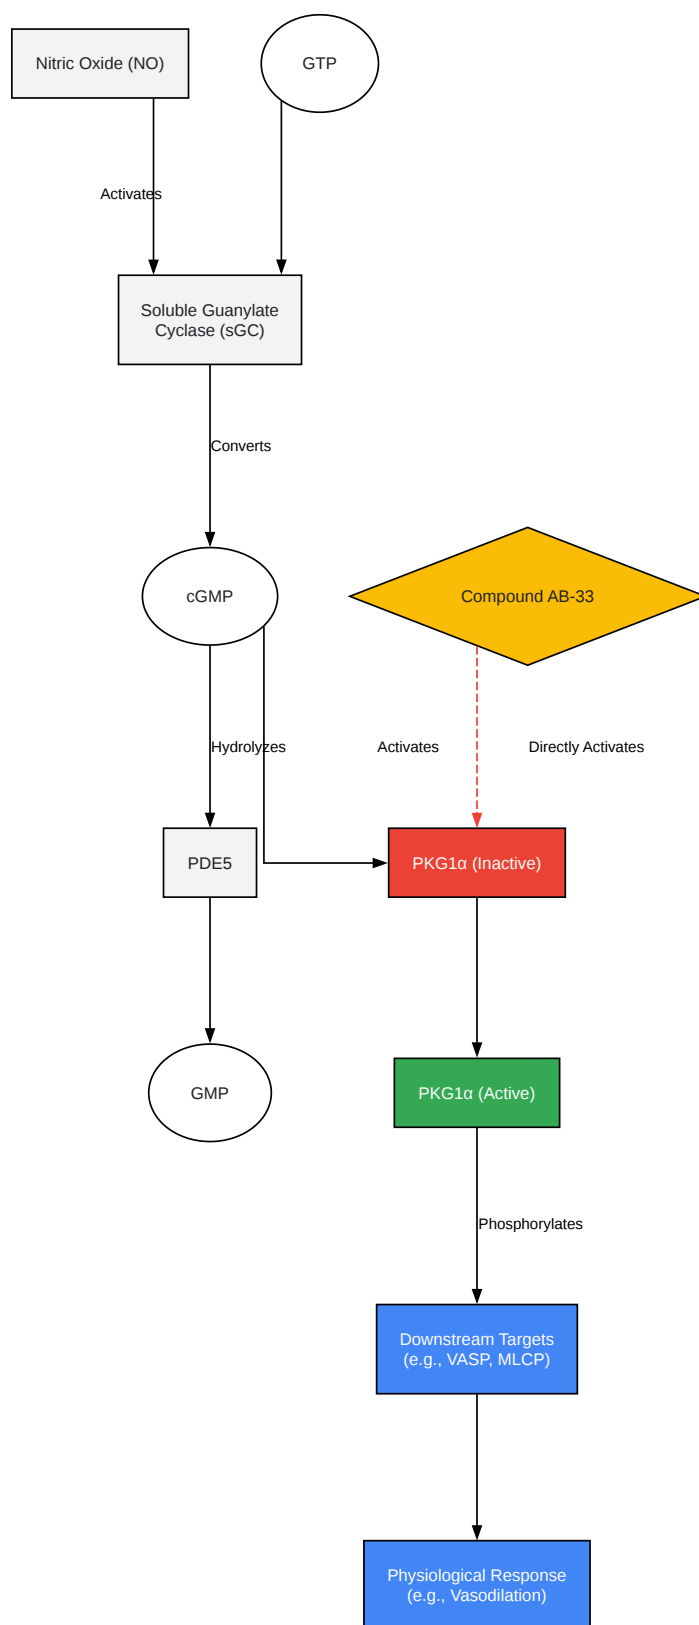 Nitric Oxide (NO)
GTP
Activates
Soluble Guanylate
Cyclase (sGC)
Converts
cGMP
Compound AB-33
Hydrolyzes
Activates
Directly Activates
PDE5
PKG1α (Inactive)
GMP
PKG1α (Active)
Phosphorylates
Downstream Targets
(e.g., VASP, MLCP)
Physiological Response
(e.g., Vasodilation)